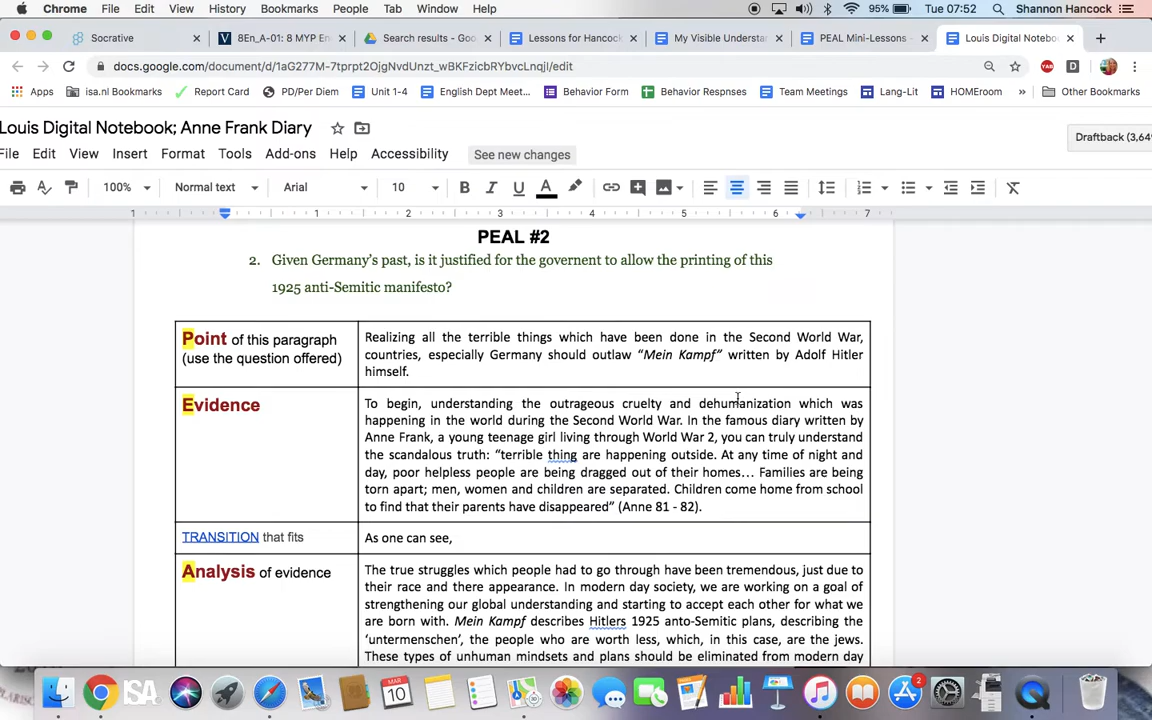 Chrome File Edit View History Bookmarks People Tab Window Help 95% Tue 07:52 Shannon Hancock
Socrative 8En_A-01: 8 MYP En Search results - Goo Lessons for Hancock My Visible Understa PEAL Mini-Lessons - Louis Digital Notebo
docs.google.com/document/d/1aG277M-7tprpt2OjgNvdUnzt_wBKFzicbRYbvcLnqjI/edit
Apps isa.nl Bookmarks Report Card PD/Per Diem Unit 1-4 English Dept Meet... Behavior Form Behavior Respnses Team Meetings Lang-Lit HOMEroom » Other Bookmarks
Louis Digital Notebook; Anne Frank Diary
File Edit View Insert Format Tools Add-ons Help Accessibility See new changes Draftback (3,649
100% Normal text Arial 10 B I U A
1 1 2 3 4 5 6 7
PEAL #2
2. Given Germany's past, is it justified for the governent to allow the printing of this
1925 anti-Semitic manifesto?
Point of this paragraph
(use the question offered)
Realizing all the terrible things which have been done in the Second World War,
countries, especially Germany should outlaw "Mein Kampf" written by Adolf Hitler
himself.
Evidence
To begin, understanding the outrageous cruelty and dehumanization which was
happening in the world during the Second World War. In the famous diary written by
Anne Frank, a young teenage girl living through World War 2, you can truly understand
the scandalous truth: "terrible thing are happening outside. At any time of night and
day, poor helpless people are being dragged out of their homes... Families are being
torn apart; men, women and children are separated. Children come home from school
to find that their parents have disappeared" (Anne 81 - 82).
TRANSITION that fits
As one can see,
Analysis of evidence
The true struggles which people had to go through have been tremendous, just due to
their race and there appearance. In modern day society, we are working on a goal of
strengthening our global understanding and starting to accept each other for what we
are born with. Mein Kampf describes Hitlers 1925 anto-Semitic plans, describing the
'untermenschen', the people who are worth less, which, in this case, are the jews.
These types of unhuman mindsets and plans should be eliminated from modern day
ISA MAR 10 2